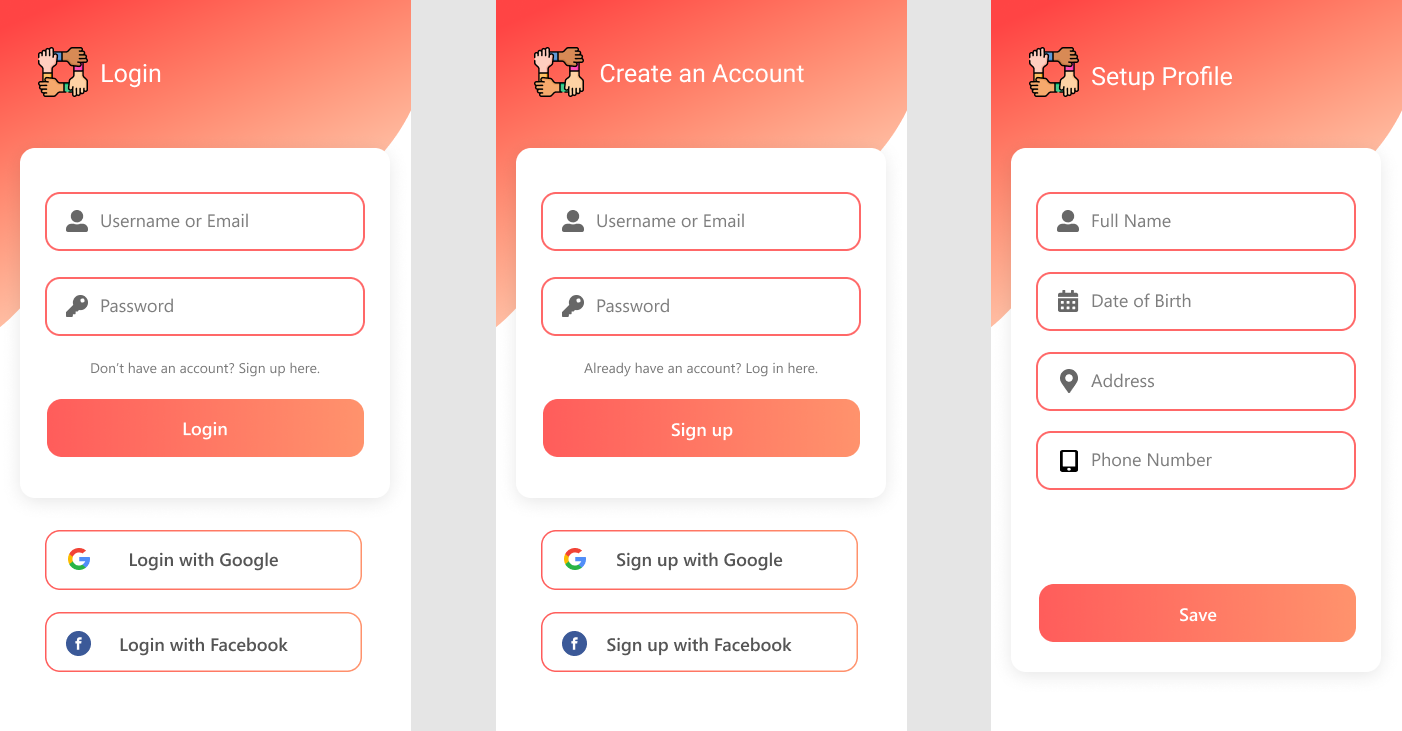 Login
Username or Email
Password
Don't have an account? Sign up here.
Login
Login with Google
Login with Facebook
Create an Account
Username or Email
Password
Already have an account? Log in here.
Sign up
Sign up with Google
Sign up with Facebook
Setup Profile
Full Name
Date of Birth
Address
Phone Number
Save